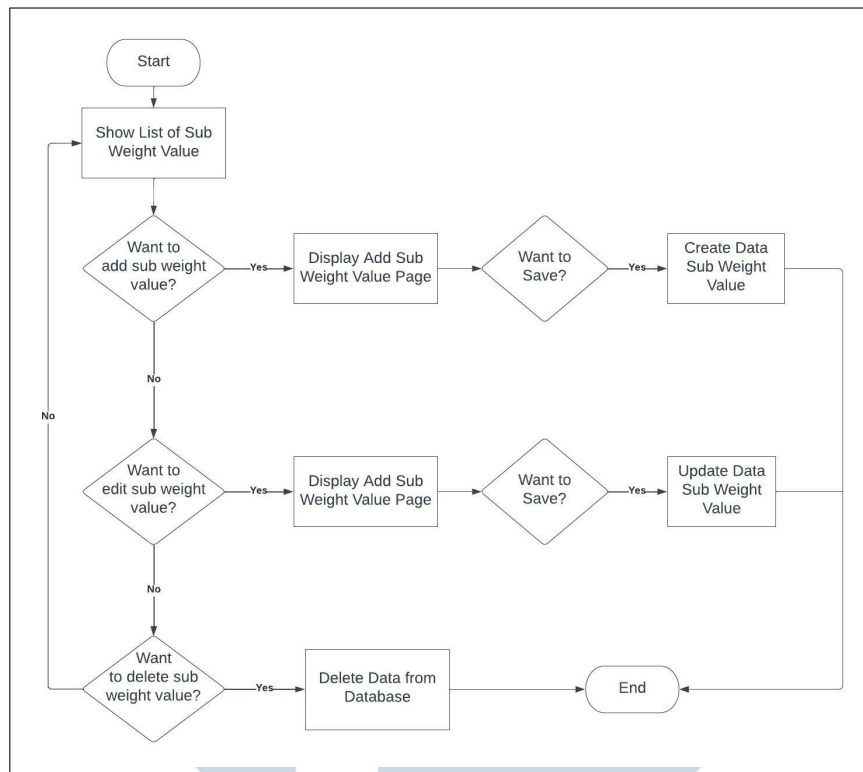 Start
Show List of Sub
Weight Value
Want to
add sub weight
value?
Yes
Display Add Sub
Weight Value Page
Want to
Save?
Yes
Create Data
Sub Weight
Value
No
No
Want to
edit sub weight
value?
Yes
Display Add Sub
Weight Value Page
Want to
Save?
Yes
Update Data
Sub Weight
Value
No
Want
to delete sub
weight value?
Yes
Delete Data from
Database
End